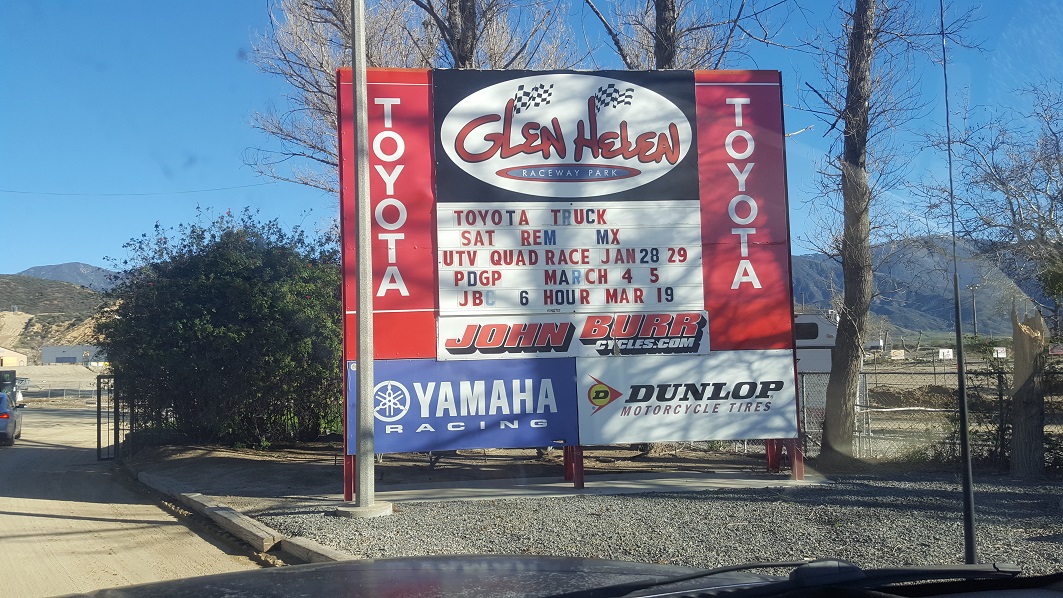 TOYOTA
GLEN HELEN
RACEWAY PARK
TOYOTA TRUCK
SAT REM MX
UTV QUAD RACE JAN 28 29
PDGP MARCH 4 5
JBC 6 HOUR MAR 19
JOHN BURR
CYCLES.COM
YAMAHA
RACING
D DUNLOP
MOTORCYCLE TIRES
TOYOTA